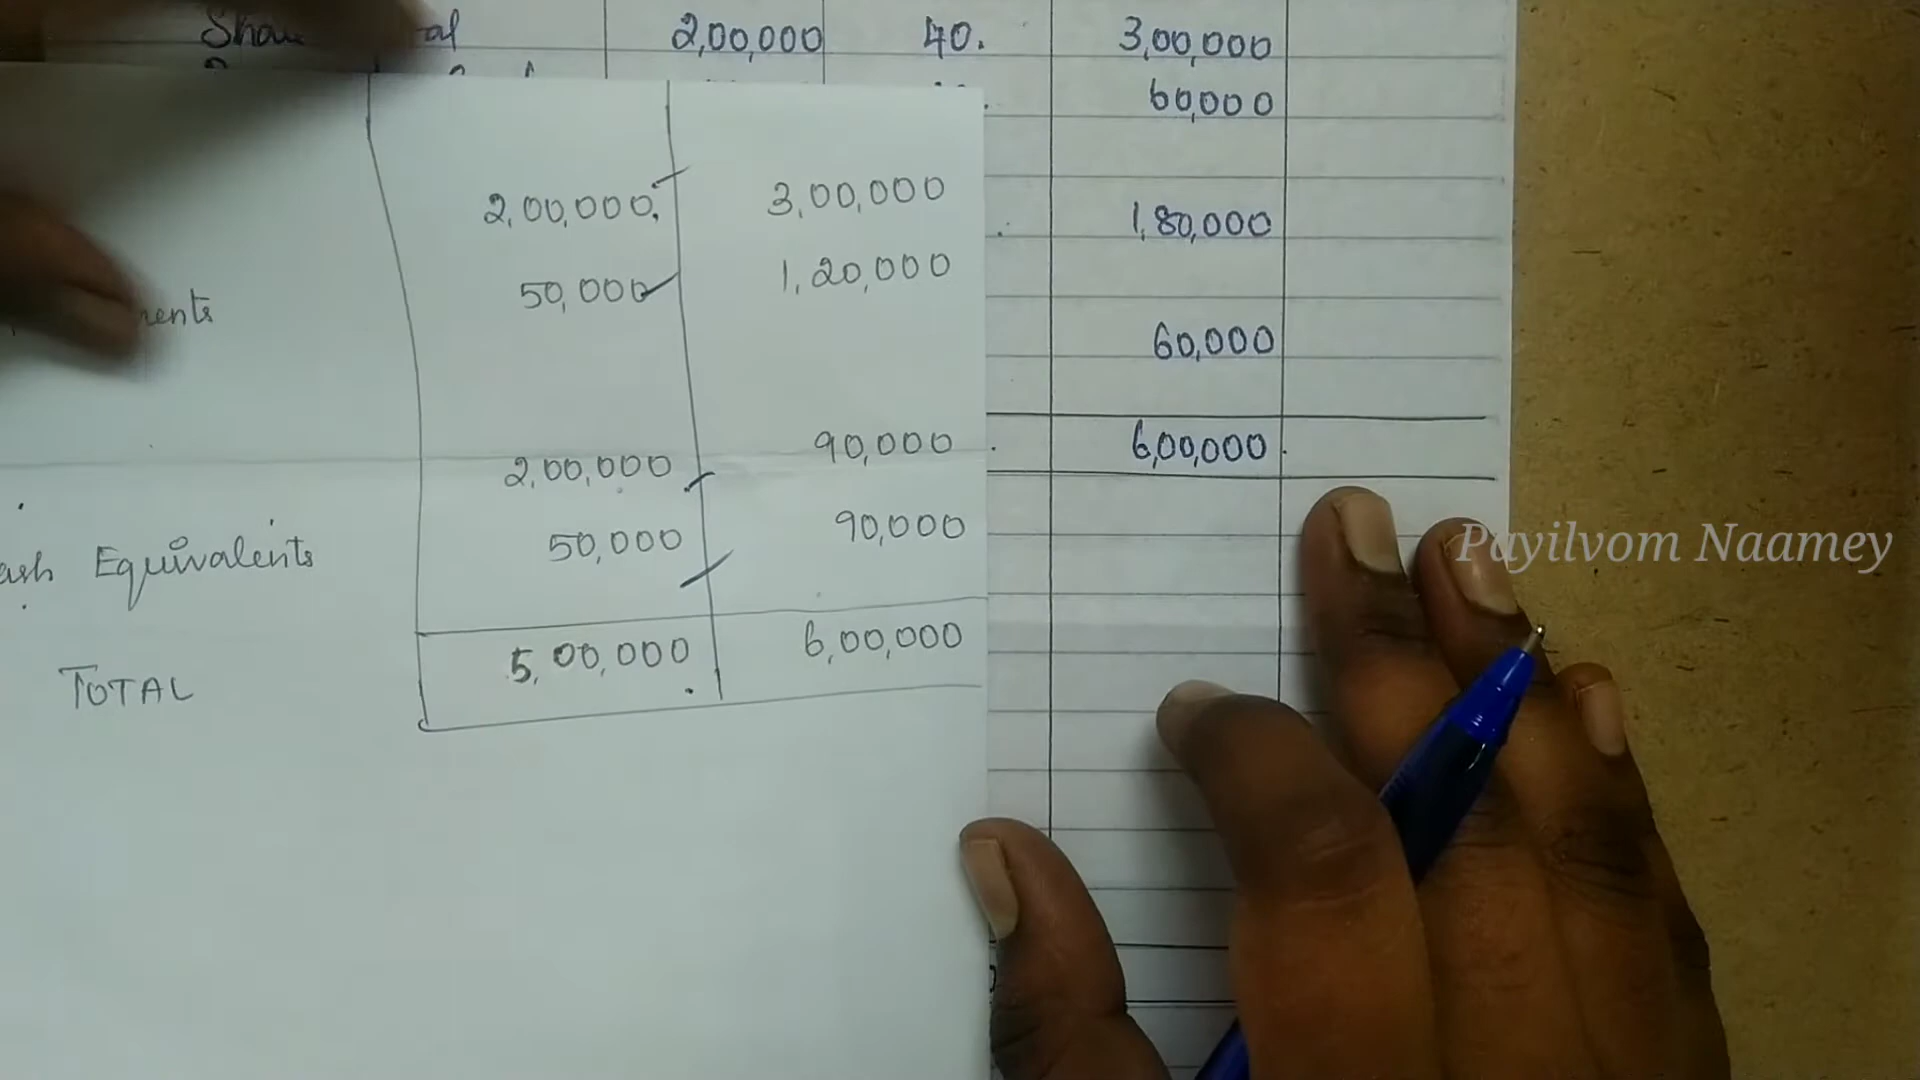 2,00,000 40. 3,00,000
60,000
2,00,000 3,00,000
1,80,000
50,000 1,20,000
60,000
2,00,000 90,000
6,00,000
Equivalents 50,000 90,000
Payilvom Naamey
TOTAL 5,00,000 6,00,000